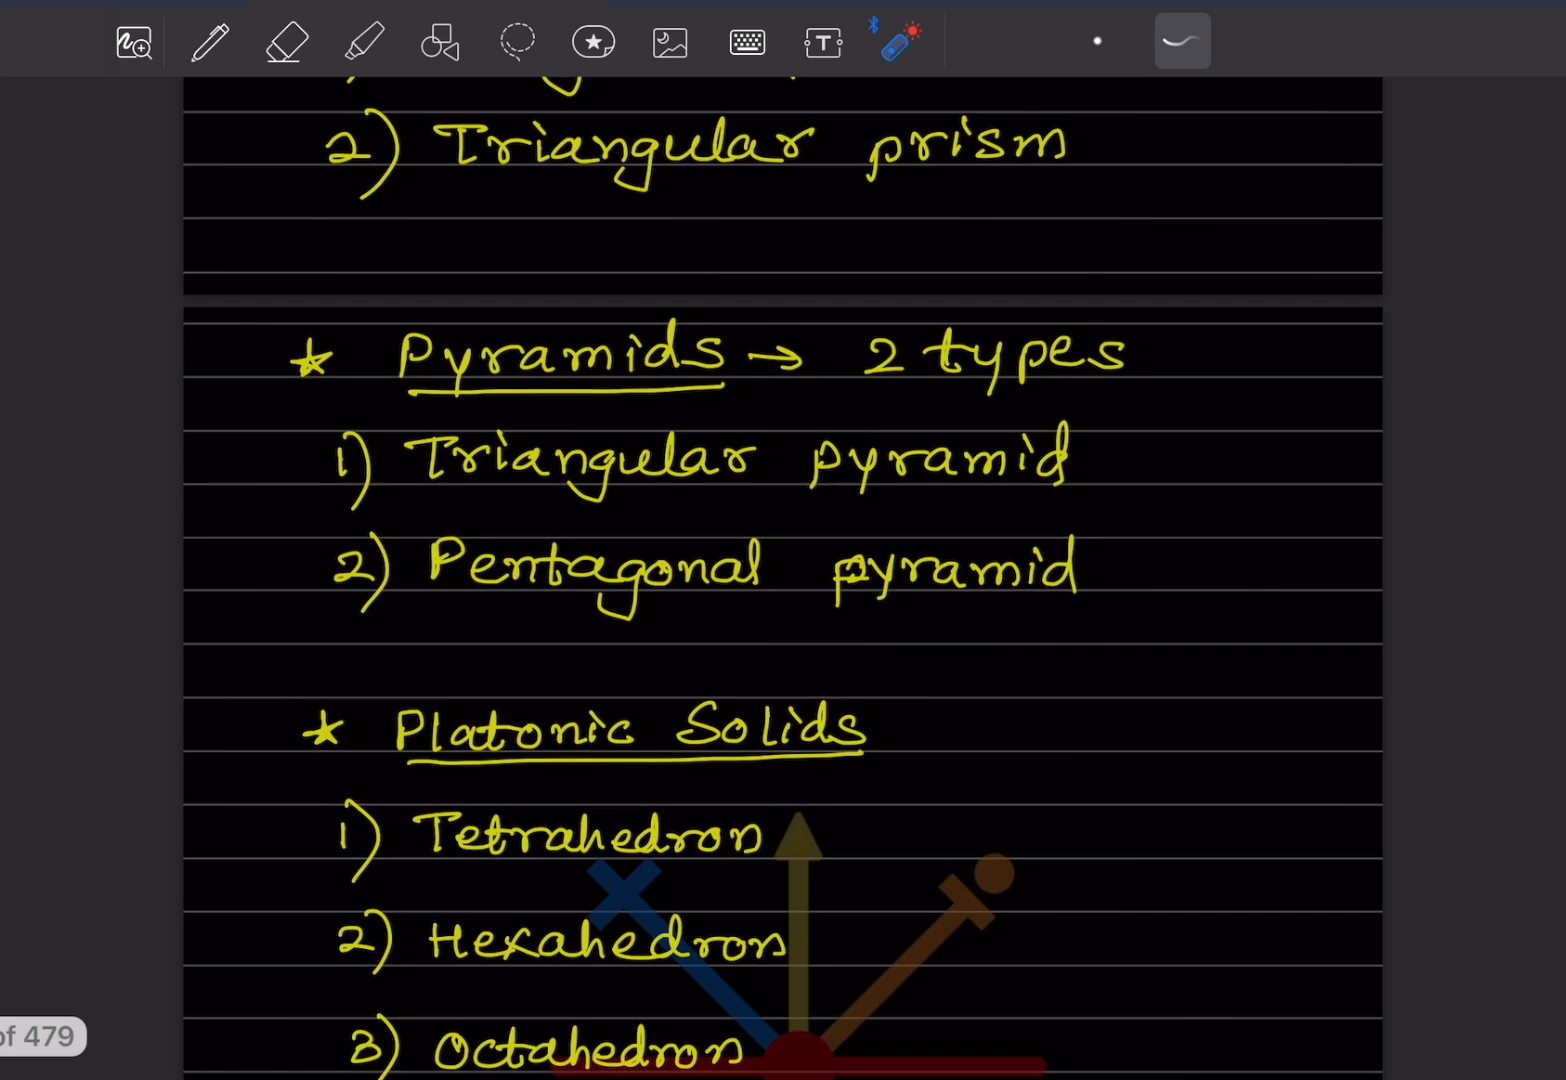 2) Triangular prism
* Pyramids → 2 types
1) Triangular pyramid
2) Pentagonal pyramid
* Platonic Solids
1) Tetrahedron
2) Hexahedron
3) Octahedron
of 479